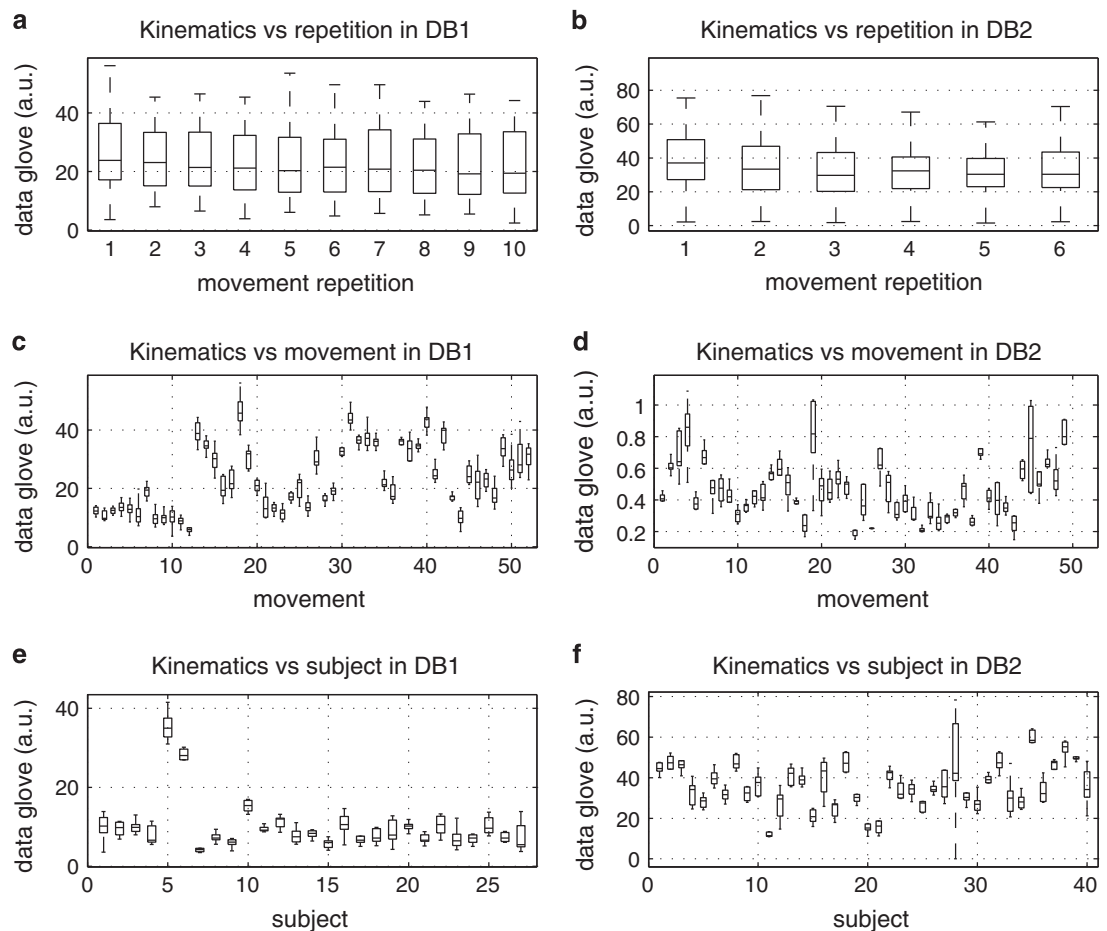 a
Kinematics vs repetition in DB1
data glove (a.u.)
40
20
0
1 2 3 4 5 6 7 8 9 10
movement repetition
b
Kinematics vs repetition in DB2
data glove (a.u.)
80
60
40
20
0
1 2 3 4 5 6
movement repetition
c
Kinematics vs movement in DB1
data glove (a.u.)
40
20
0
0 10 20 30 40 50
movement
d
Kinematics vs movement in DB2
data glove (a.u.)
1
0.8
0.6
0.4
0.2
0 10 20 30 40 50
movement
e
Kinematics vs subject in DB1
data glove (a.u.)
40
20
10
0
0 5 10 15 20 25
subject
f
Kinematics vs subject in DB2
data glove (a.u.)
80
60
40
20
0
0 10 20 30 40
subject